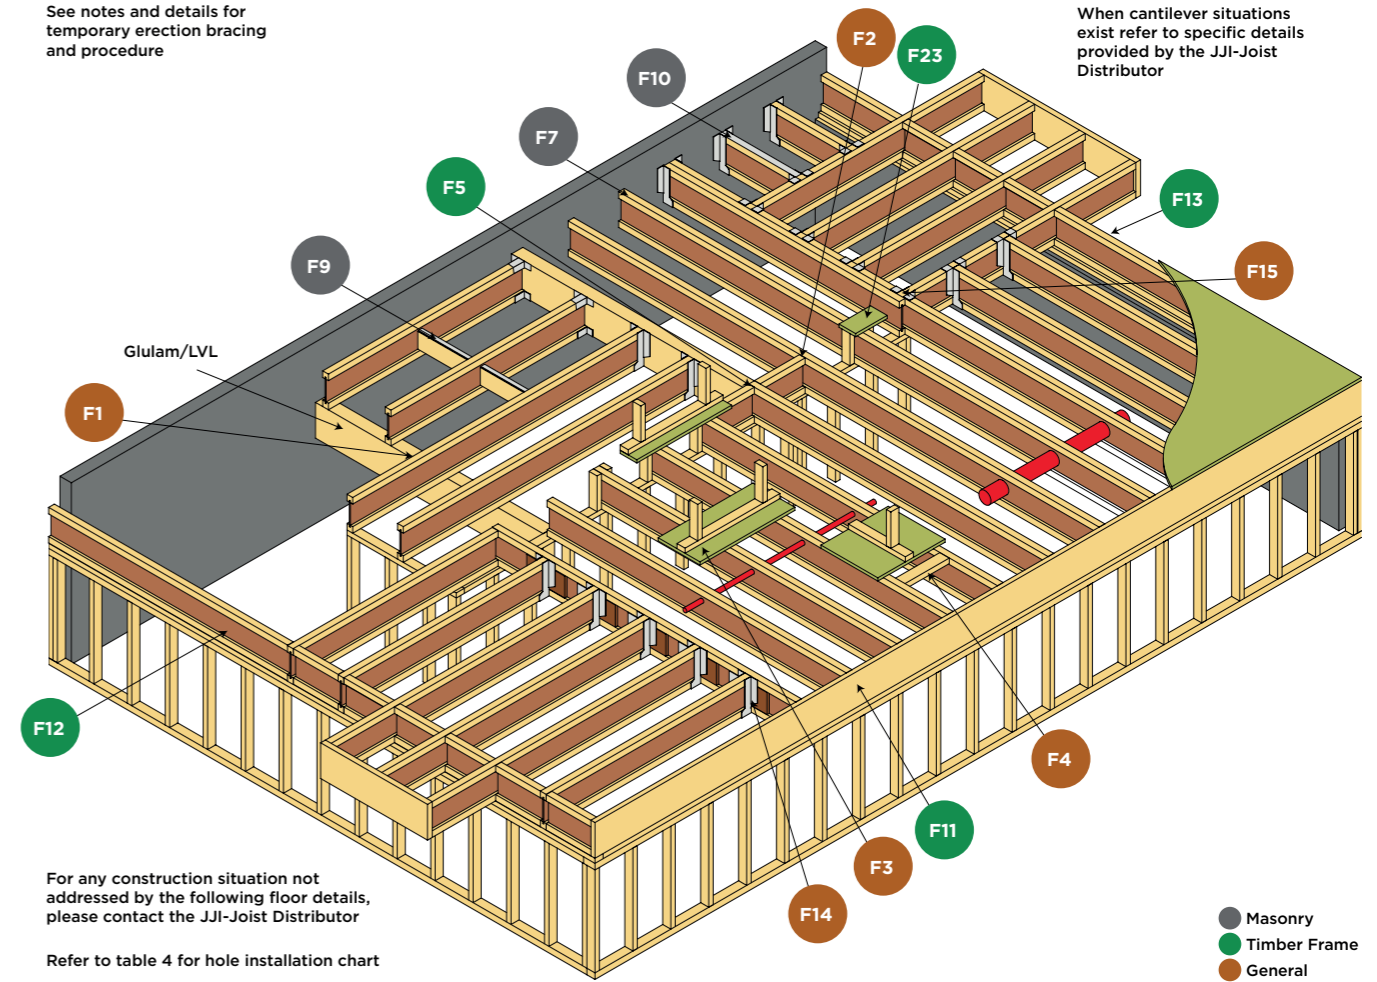 See notes and details for
temporary erection bracing
and procedure
When cantilever situations
exist refer to specific details
provided by the JJI-Joist
Distributor
F2
F23
F10
F7
F5
F13
F15
F9
Glulam/LVL
F1
F12
F4
F11
F3
F14
For any construction situation not
addressed by the following floor details,
please contact the JJI-Joist Distributor
Refer to table 4 for hole installation chart
Masonry
Timber Frame
General